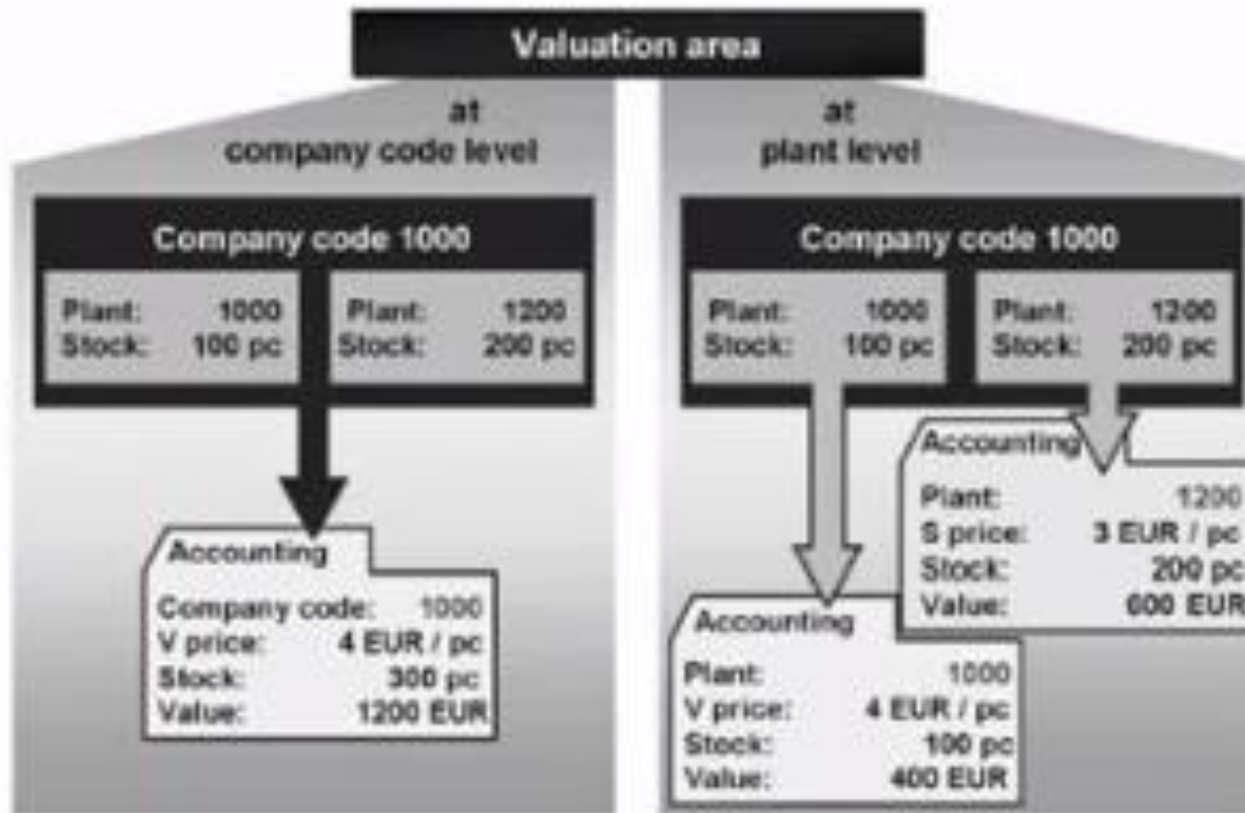 Valuation area
at
company code level
Company code 1000
Plant: 1000
Stock: 100 pc
Plant: 1200
Stock: 200 pc
Accounting
Company code: 1000
V price: 4 EUR / pc
Stock: 300 pc
Value: 1200 EUR
at
plant level
Company code 1000
Plant: 1000
Stock: 100 pc
Plant: 1200
Stock: 200 pc
Accounting
Plant: 1200
S price: 3 EUR / pc
Stock: 200 pc
Value: 600 EUR
Accounting
Plant: 1000
V price: 4 EUR / pc
Stock: 100 pc
Value: 400 EUR